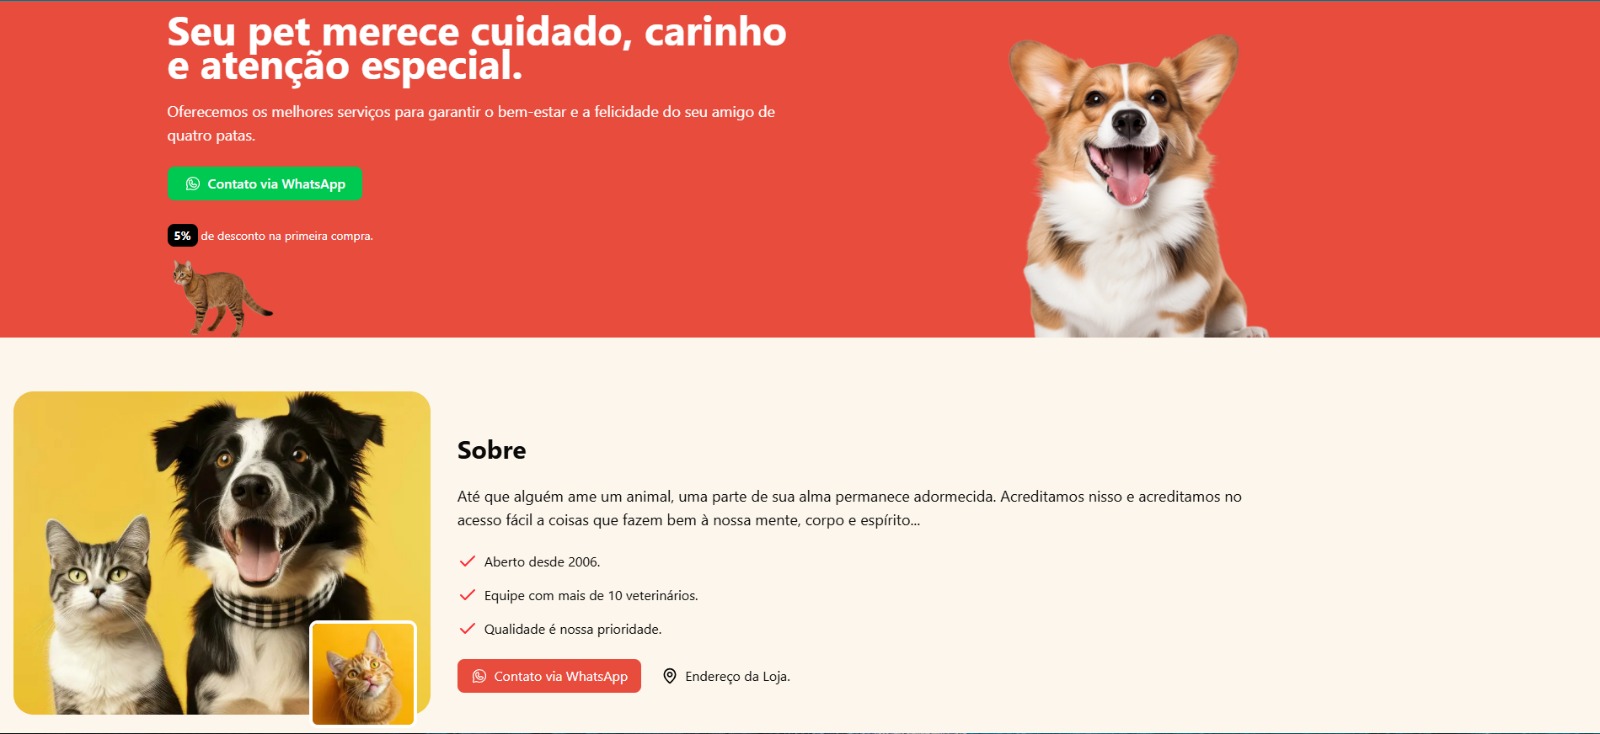 Seu pet merece cuidado, carinho
e atenção especial.
Oferecemos os melhores serviços para garantir o bem-estar e a felicidade do seu amigo de
quatro patas.
Contato via WhatsApp
5% de desconto na primeira compra.
Sobre
Até que alguém ame um animal, uma parte de sua alma permanece adormecida. Acreditamos nisso e acreditamos no
acesso fácil a coisas que fazem bem à nossa mente, corpo e espírito...
Aberto desde 2006.
Equipe com mais de 10 veterinários.
Qualidade é nossa prioridade.
Contato via WhatsApp Endereço da Loja.